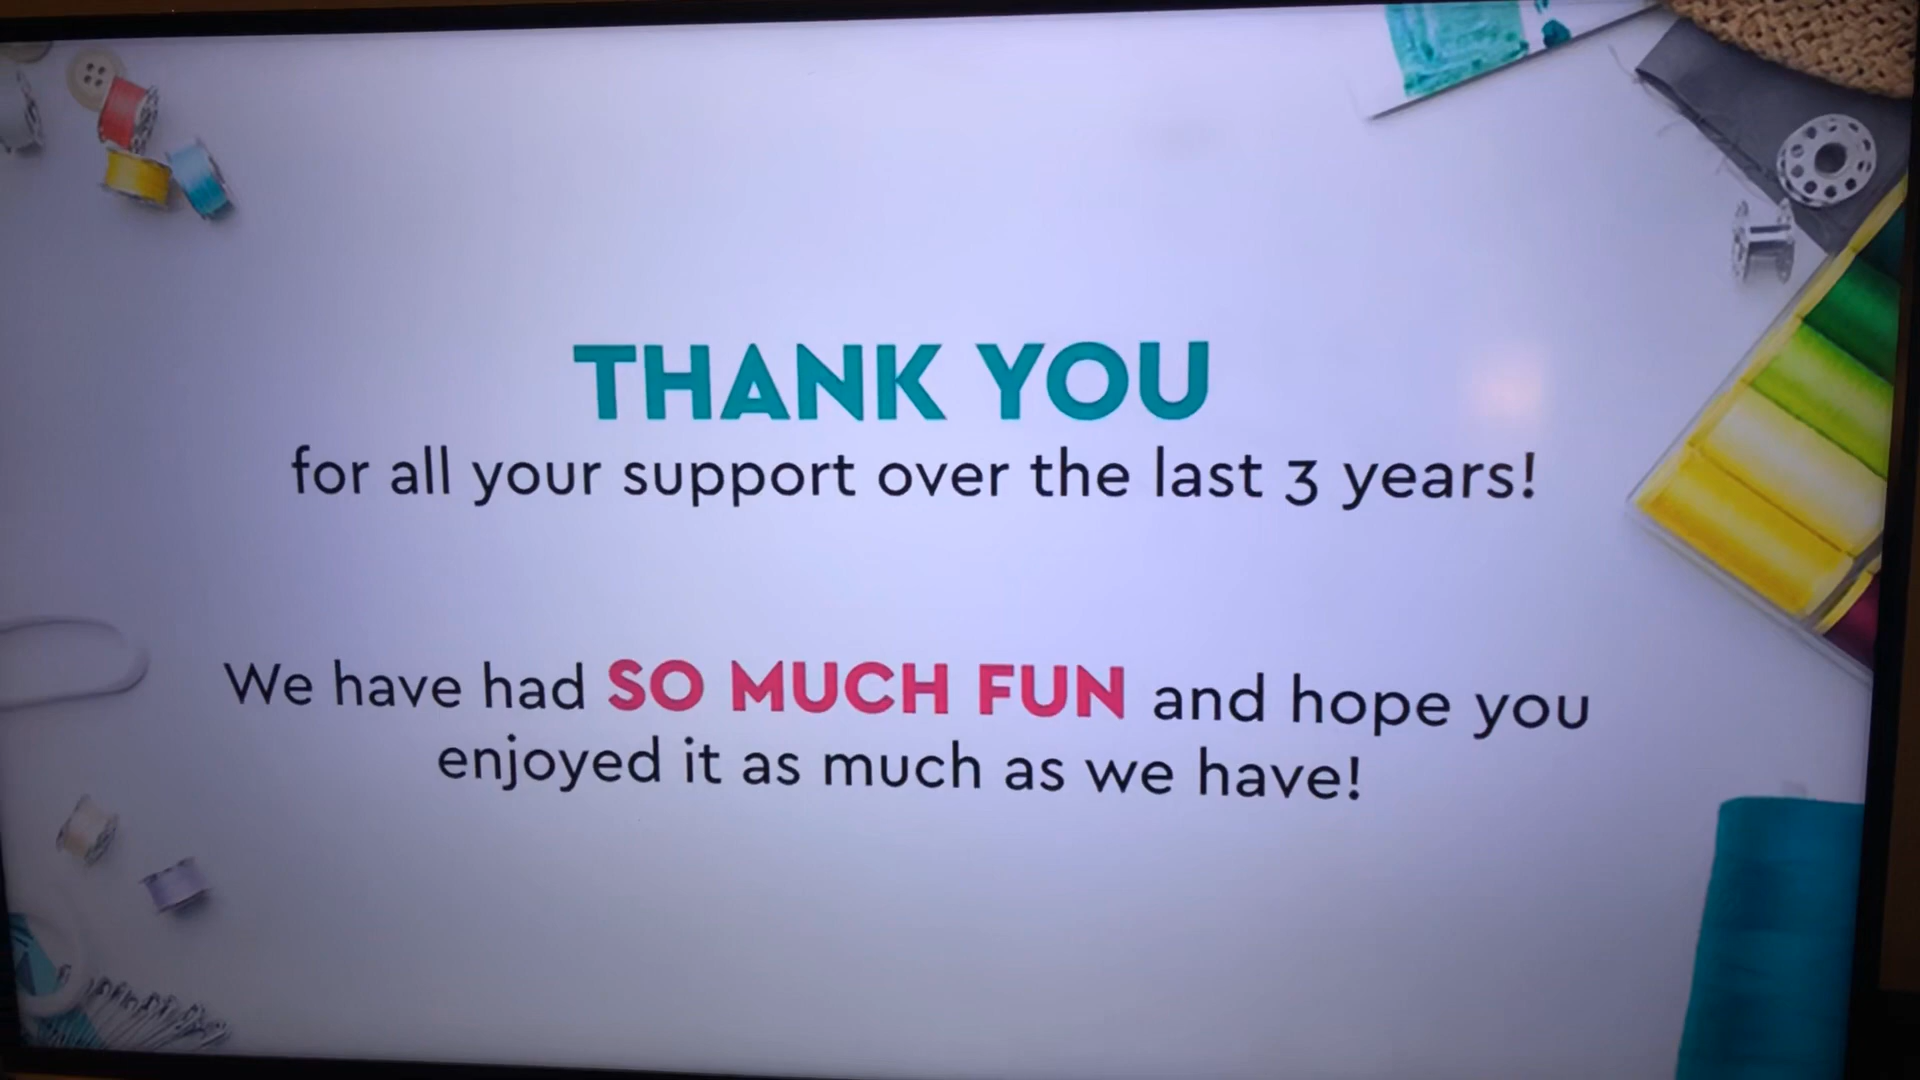 THANK YOU
for all your support over the last 3 years!
We have had SO MUCH FUN and hope you
enjoyed it as much as we have!